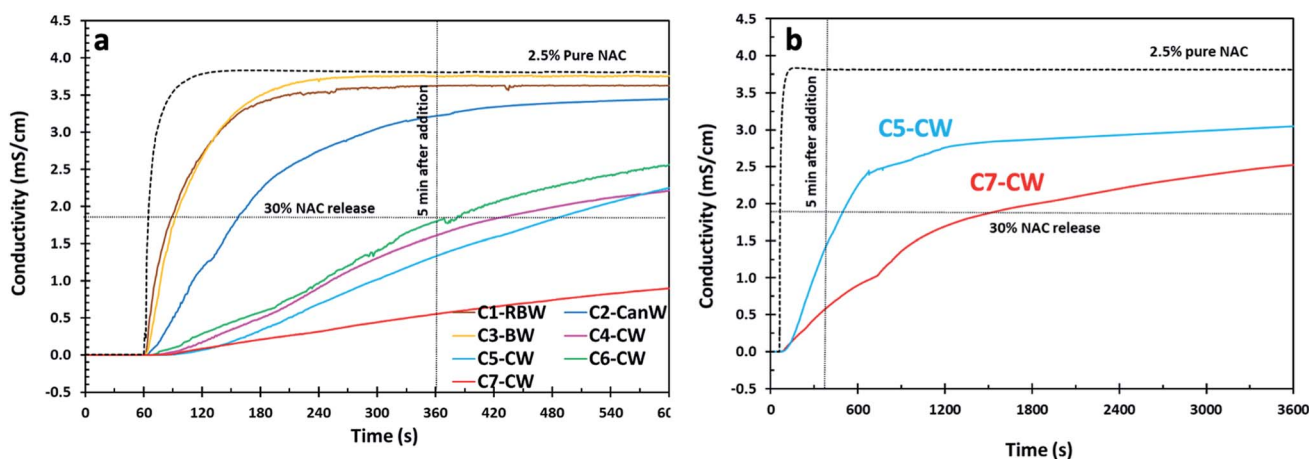 a
2.5% Pure NAC
5 min after addition
30% NAC release
Conductivity (mS/cm)
4.5
4.0
3.5
3.0
2.5
2.0
1.5
1.0
0.5
0.0
-0.5
C1-RBW C2-CanW
C3-BW C4-CW
C5-CW C6-CW
C7-CW
0 60 120 180 240 300 360 420 480 540 60
Time (s)
b
2.5% pure NAC
5 min after addition
C5-CW
C7-CW
30% NAC release
Conductivity (mS/cm)
4.5
4.0
3.5
3.0
2.5
2.0
1.5
1.0
0.5
0.0
-0.5
0 600 1200 1800 2400 3000 3600
Time (s)